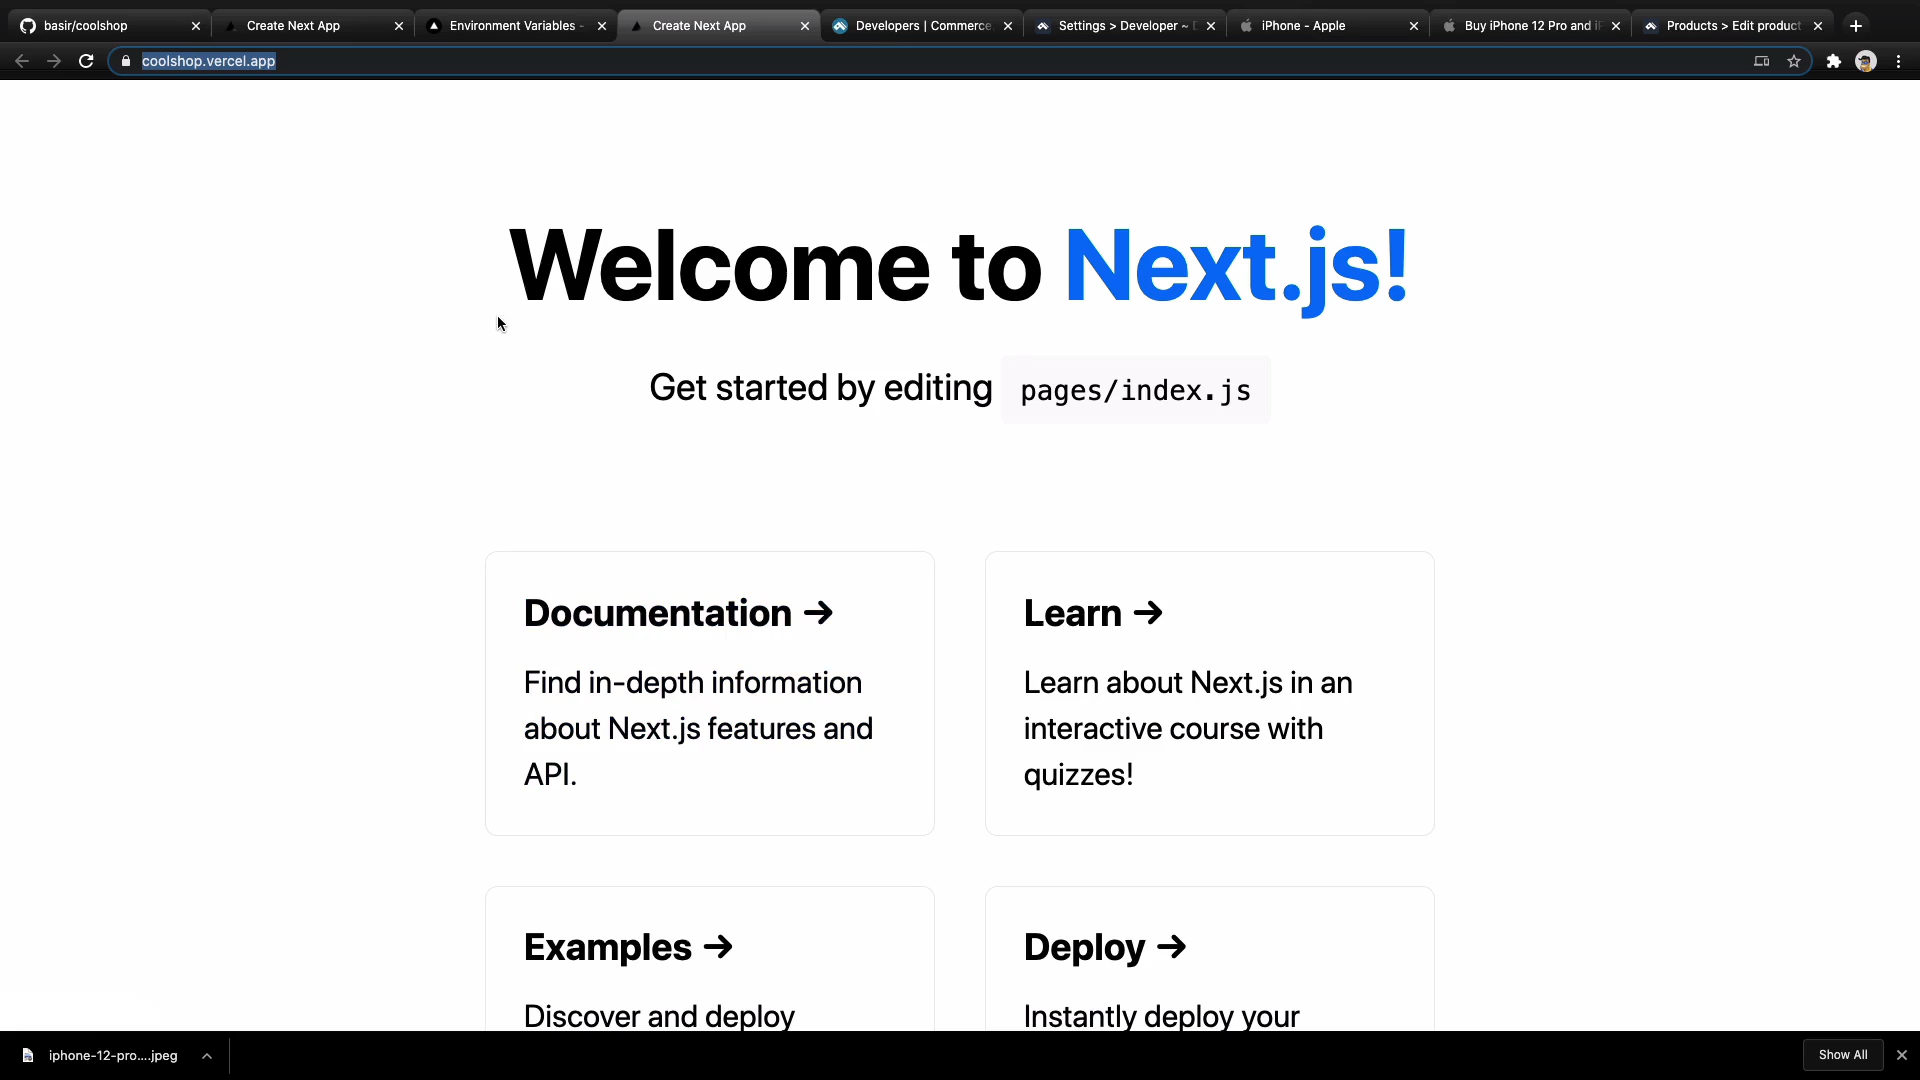 basir/coolshop
Create Next App
Environment Variables -
Create Next App
Developers | Commerce
Settings > Developer ~
iPhone - Apple
Buy iPhone 12 Pro and
Products > Edit product
coolshop.vercel.app
Welcome to Next.js!
Get started by editing pages/index.js
Documentation →
Find in-depth information
about Next.js features and
API.
Learn →
Learn about Next.js in an
interactive course with
quizzes!
Examples →
Discover and deploy
Deploy →
Instantly deploy your
iphone-12-pro....jpeg
Show All